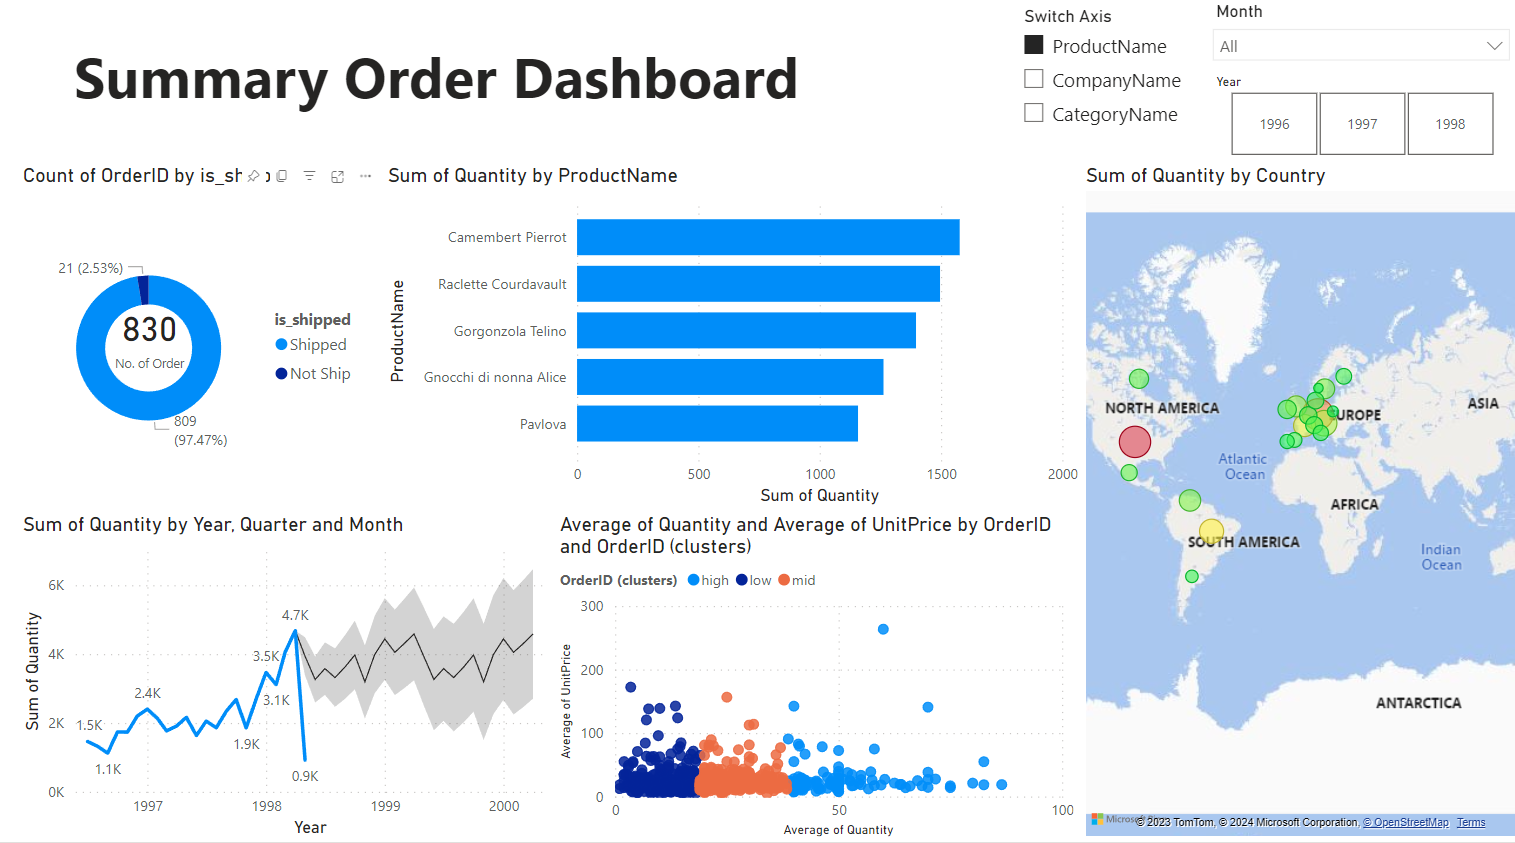 Summary Order Dashboard
Switch Axis
ProductName
CompanyName
CategoryName
Month
All
Year
1996
1997
1998
Count of OrderID by
21 (2.53%)
830
No. of Order
809
(97.47%)
is_shipped
Shipped
Not Ship
Sum of Quantity by ProductName
ProductName
Camembert Pierrot
Raclette Courdavault
Gorgonzola Telino
Gnocchi di nonna Alice
Pavlova
0
500
1000
1500
2000
Sum of Quantity
Sum of Quantity by Country
NORTH AMERICA
ASIA
Atlantic
Ocean
AFRICA
SOUTH AMERICA
Indian
Ocean
ANTARCTICA
© 2023 TomTom, © 2024 Microsoft Corporation, © OpenStreetMap Terms
Sum of Quantity by Year, Quarter and Month
Sum of Quantity
6K
4K
2K
0K
1.5K
1.1K
2.4K
1.9K
3.5K
3.1K
4.7K
0.9K
1997
1998
1999
2000
Year
Average of Quantity and Average of UnitPrice by OrderID
and OrderID (clusters)
OrderID (clusters)
high
low
mid
Average of UnitPrice
300
200
100
0
0
50
100
Average of Quantity